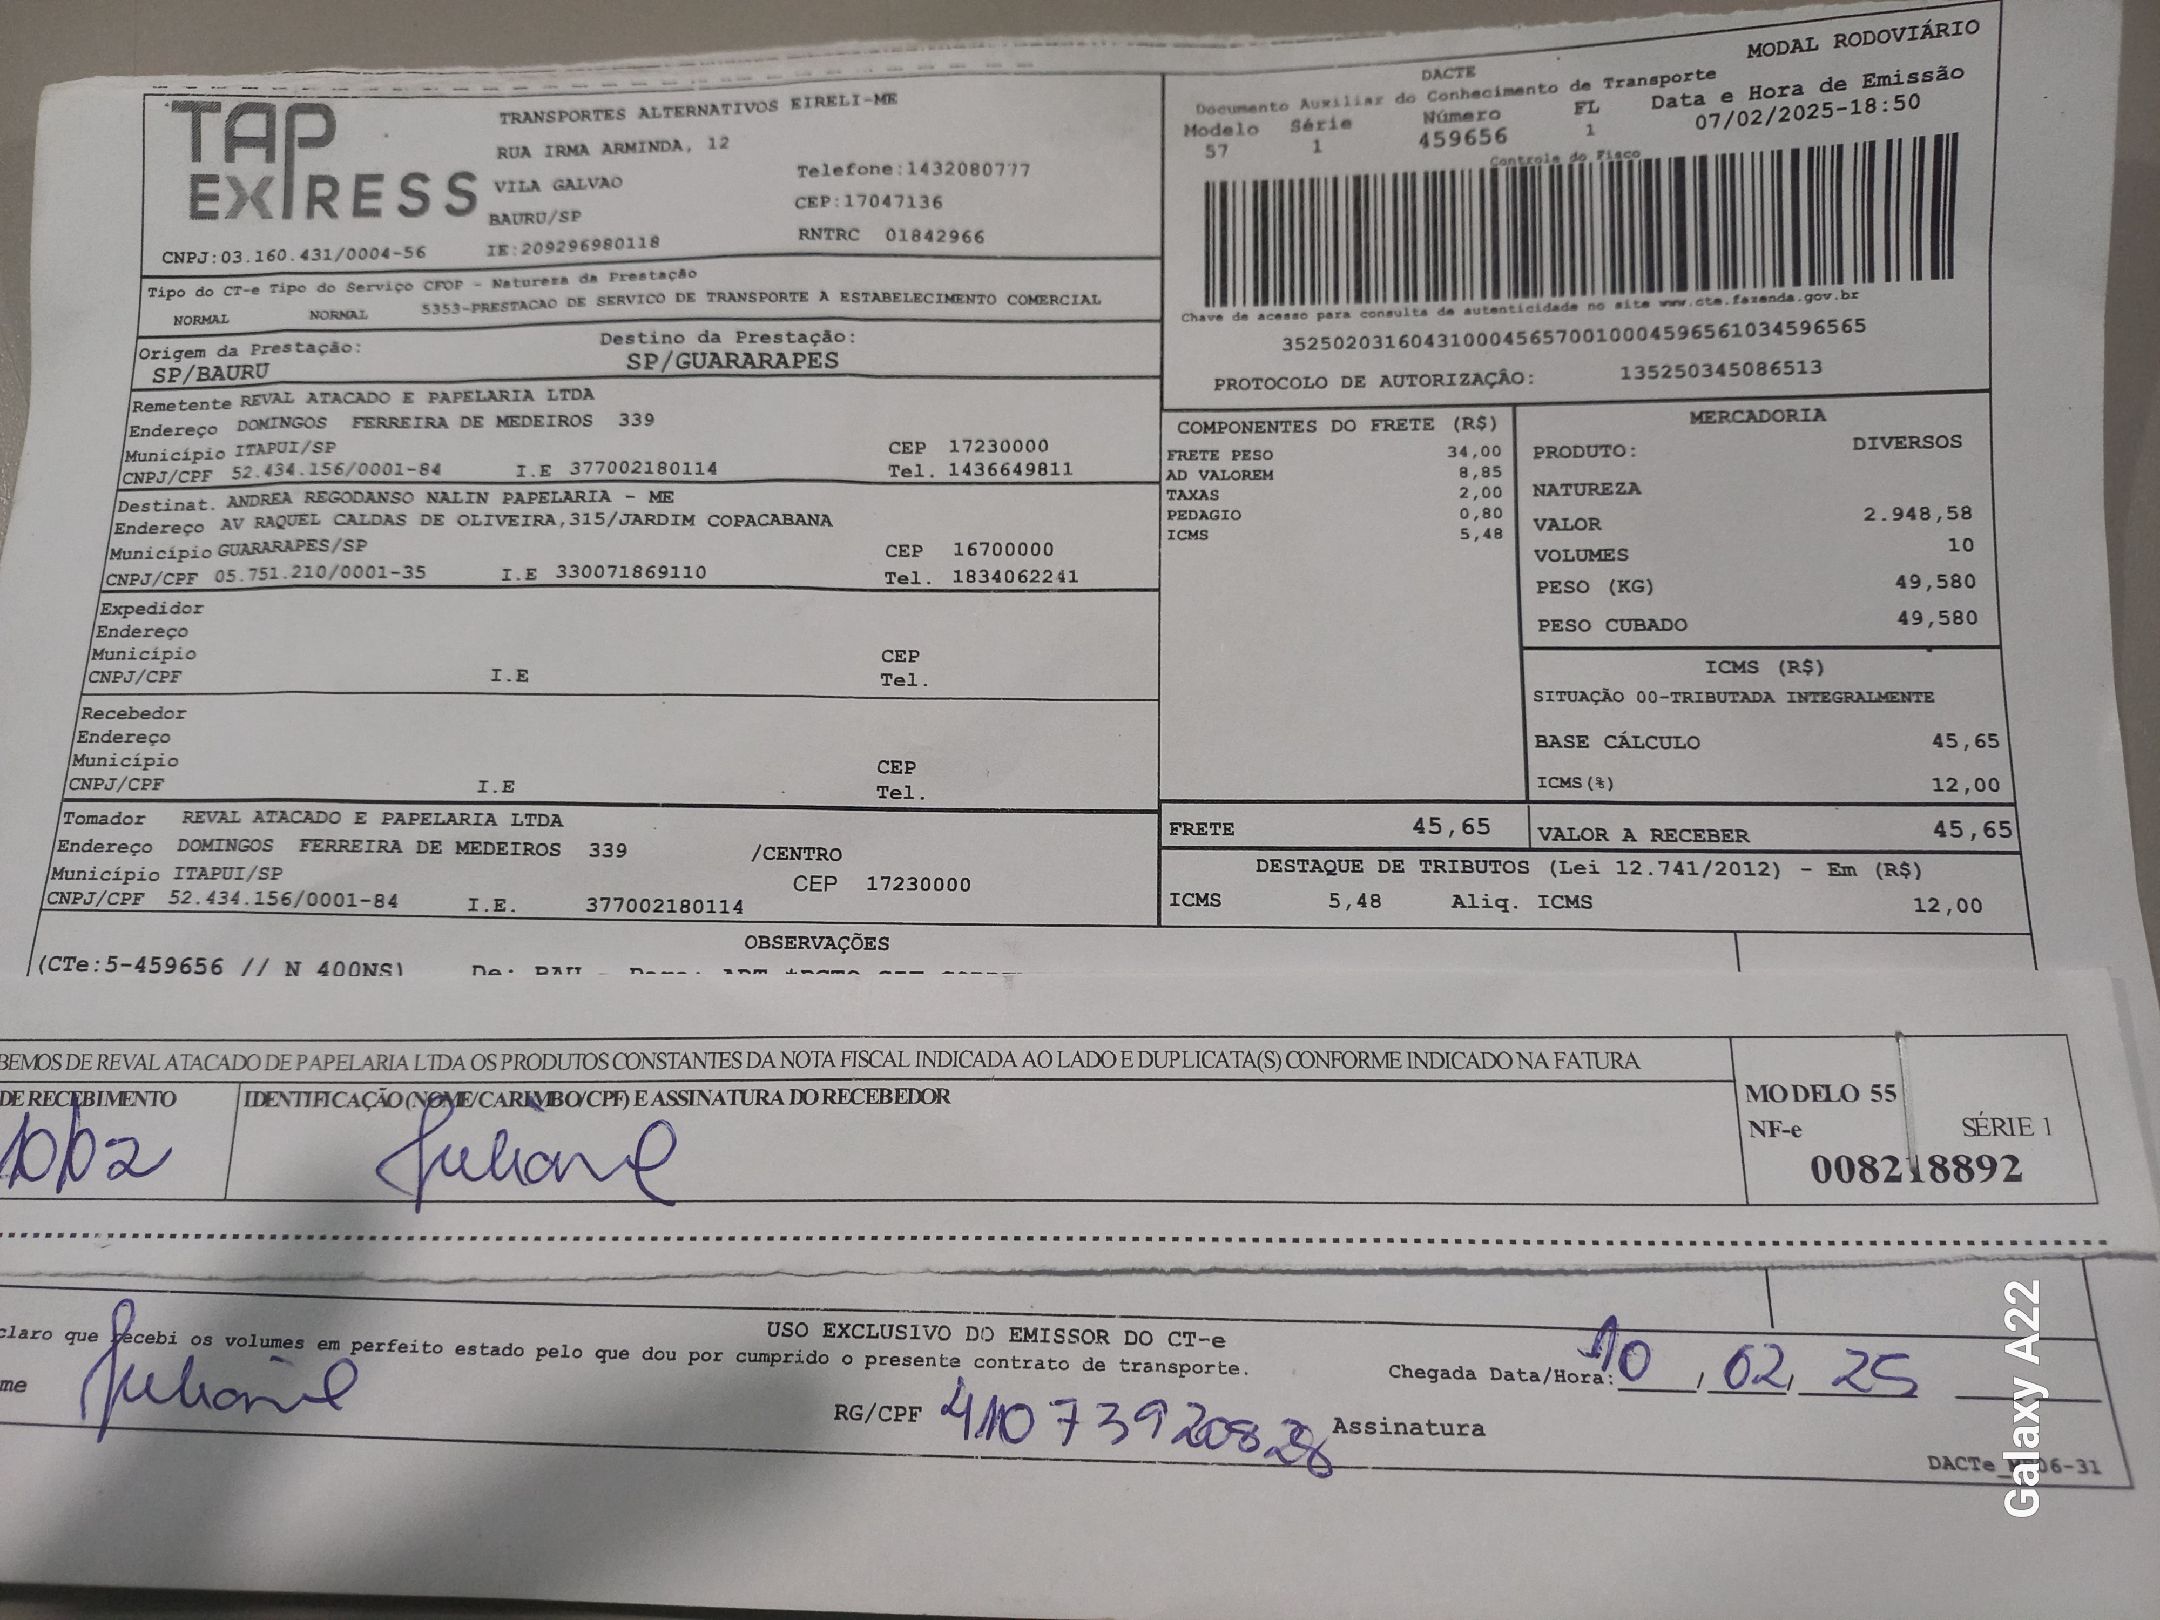 TAP EXPRESS
TRANSPORTES ALTERNATIVOS EIRELI-ME
RUA IRMA ARMINDA, 12
VILA GALVAO Telefone:1432080777
BAURU/SP CEP:17047136
CNPJ:03.160.431/0004-56 IE:209296980118 RNTRC 01842966
MODAL RODOVIÁRIO
DACTE
Documento Auxiliar do Conhecimento de Transporte
Data e Hora de Emissão
Modelo Série Número FL
57 1 459656 1 07/02/2025-18:50
Controle do Fisco
Chave de acesso para consulta de autenticidade no site www.cte.fazenda.gov.br
35250203160431000456570010004596561034596565
PROTOCOLO DE AUTORIZAÇÃO: 135250345086513
Tipo do CT-e Tipo do Serviço CFOP - Natureza da Prestação
NORMAL NORMAL 5353-PRESTACAO DE SERVICO DE TRANSPORTE A ESTABELECIMENTO COMERCIAL
Origem da Prestação: Destino da Prestação:
SP/BAURU SP/GUARARAPES
Remetente REVAL ATACADO E PAPELARIA LTDA
Endereço DOMINGOS FERREIRA DE MEDEIROS 339
Município ITAPUI/SP CEP 17230000
CNPJ/CPF 52.434.156/0001-84 I.E 377002180114 Tel. 1436649811
Destinat. ANDREA REGODANSO NALIN PAPELARIA - ME
Endereço AV RAQUEL CALDAS DE OLIVEIRA,315/JARDIM COPACABANA
Município GUARARAPES/SP CEP 16700000
CNPJ/CPF 05.751.210/0001-35 I.E 330071869110 Tel. 1834062241
Expedidor
Endereço
Município CEP
CNPJ/CPF I.E Tel.
Recebedor
Endereço
Município CEP
CNPJ/CPF I.E Tel.
Tomador REVAL ATACADO E PAPELARIA LTDA
Endereço DOMINGOS FERREIRA DE MEDEIROS 339 /CENTRO
Município ITAPUI/SP CEP 17230000
CNPJ/CPF 52.434.156/0001-84 I.E. 377002180114
COMPONENTES DO FRETE (R$)
FRETE PESO 34,00
AD VALOREM 8,85
TAXAS 2,00
PEDAGIO 0,80
ICMS 5,48
MERCADORIA
PRODUTO: DIVERSOS
NATUREZA
VALOR 2.948,58
VOLUMES 10
PESO (KG) 49,580
PESO CUBADO 49,580
ICMS (R$)
SITUAÇÃO 00-TRIBUTADA INTEGRALMENTE
BASE CÁLCULO 45,65
ICMS(%) 12,00
FRETE 45,65 VALOR A RECEBER 45,65
DESTAQUE DE TRIBUTOS (Lei 12.741/2012) - Em (R$)
ICMS 5,48 Aliq. ICMS 12,00
OBSERVAÇÕES
(CTe:5-459656 // N 400NS) De: BAU -
BEMOS DE REVAL ATACADO DE PAPELARIA LTDA OS PRODUTOS CONSTANTES DA NOTA FISCAL INDICADA AO LADO E DUPLICATA(S) CONFORME INDICADO NA FATURA
DE RECEBIMENTO IDENTIFICAÇÃO (NOME/CARIMBO/CPF) E ASSINATURA DO RECEBEDOR
10/02 Juliane
MODELO 55
NF-e SÉRIE 1
008218892
USO EXCLUSIVO DO EMISSOR DO CT-e
claro que recebi os volumes em perfeito estado pelo que dou por cumprido o presente contrato de transporte.
Chegada Data/Hora: 10 / 02 / 25
me Juliane RG/CPF 41073920828 Assinatura
Galaxy A22